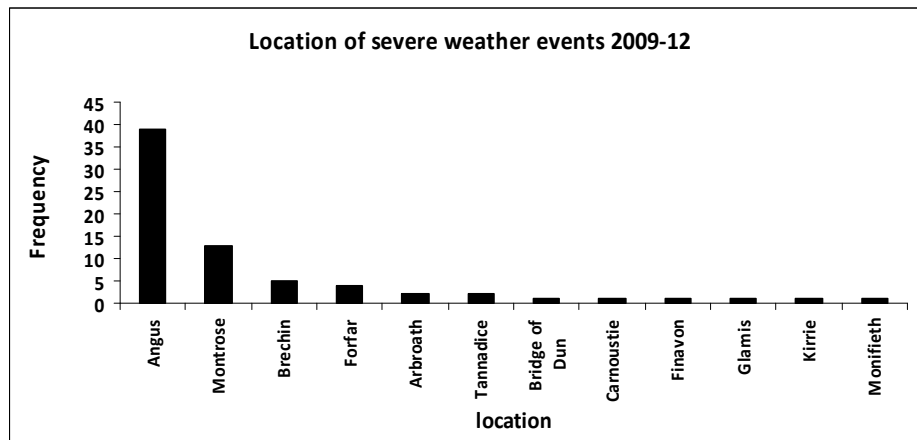 Location of severe weather events 2009-12
Frequency
45
40
35
30
25
20
15
10
5
0
Angus
Montrose
Brechin
Forfar
Arbroath
Tannadice
Bridge of
Dun
Carnoustie
Finavon
Glamis
Kirrie
Monifieth
location